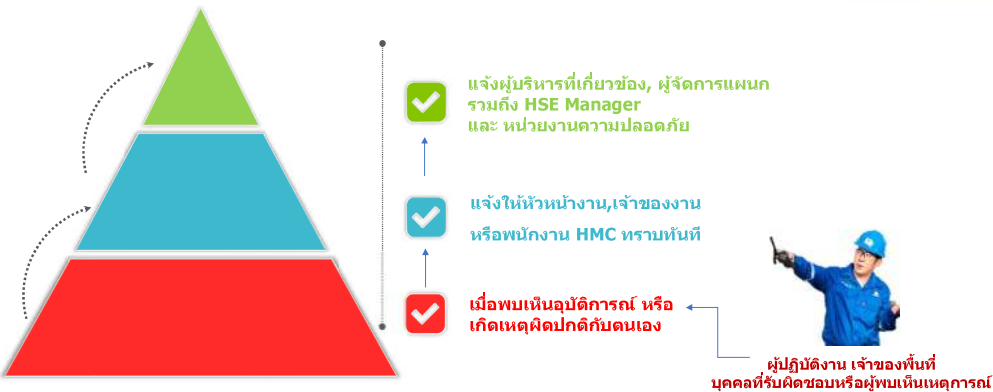 แจ้งผู้บริหารที่เกี่ยวข้อง, ผู้จัดการแผนก
รวมถึง HSE Manager
และ หน่วยงานความปลอดภัย
แจ้งให้หัวหน้างาน,เจ้าของงาน
หรือพนักงาน HMC ทราบทันที
เมื่อพบเห็นอุบัติการณ์ หรือ
เกิดเหตุผิดปกติกับตนเอง
ผู้ปฏิบัติงาน เจ้าของพื้นที่
บุคคลที่รับผิดชอบหรือผู้พบเห็นเหตุการณ์